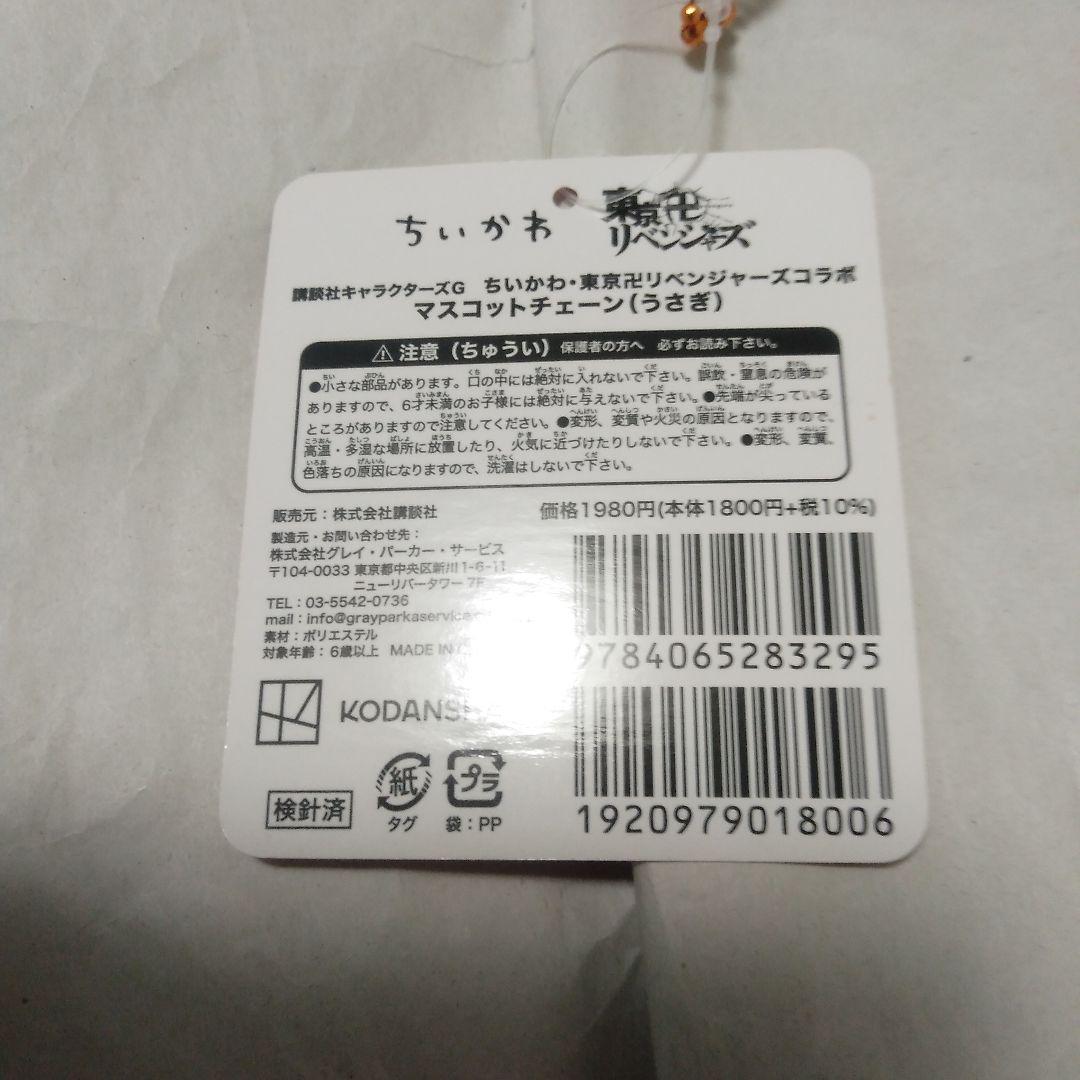 ちいかわ
東京卍リベンジャーズ
講談社キャラクターズG ちいかわ・東京卍リベンジャーズコラボ
マスコットチェーン(うさぎ)
⚠注意(ちゅうい)保護者の方へ 必ずお読み下さい。
●小さな部品があります。口の中には絶対に入れないで下さい。誤飲・窒息の危険が
ありますので、6才未満のお子様には絶対に与えないで下さい。●先端が尖っている
ところがありますので注意してください。●変形、変質や火災の原因となりますので、
高温・多湿な場所に放置したり、火気に近づけたりしないで下さい。●変形、変質、
色落ちの原因になりますので、洗濯はしないで下さい。
販売元:株式会社講談社
価格1980円(本体1800円+税10%)
製造元・お問い合わせ先:
株式会社グレイ・パーカー・サービス
〒104-0033 東京都中央区新川1-6-11
ニューリバータワー 7F
TEL:03-5542-0736
mail:info@grayparkaservice
素材:ポリエステル
対象年齢:6歳以上 MADE IN
9784065283295
KODANSHA
1920979018006
検針済
紙
タグ
プラ
袋:PP